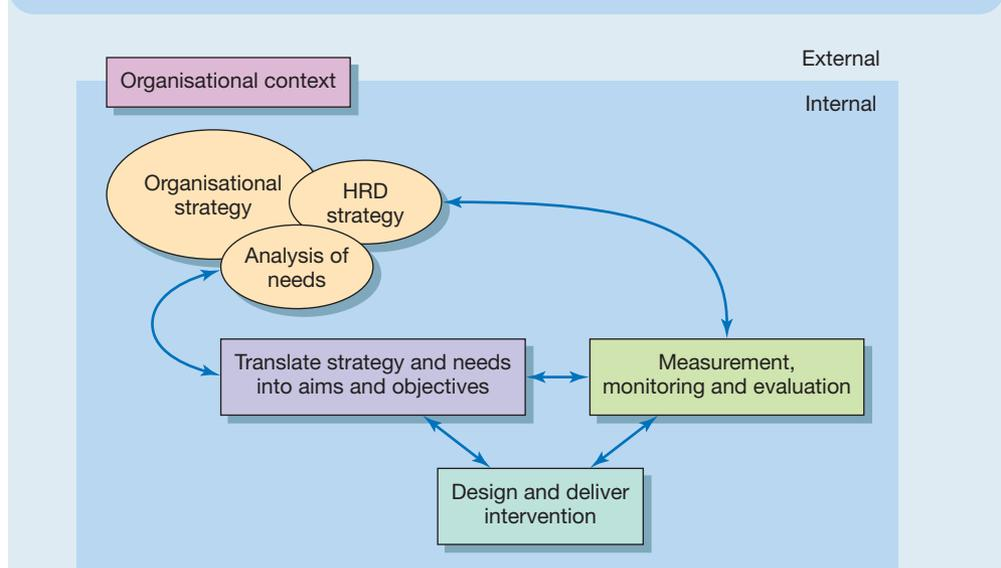 External
Organisational context
Internal
Organisational
strategy
HRD
strategy
Analysis of
needs
Translate strategy and needs
into aims and objectives
Measurement,
monitoring and evaluation
Design and deliver
intervention